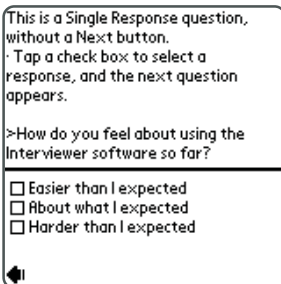 This is a Single Response question,
without a Next button.
· Tap a check box to select a
response, and the next question
appears.
>How do you feel about using the
Interviewer software so far?
Easier than I expected
About what I expected
Harder than I expected